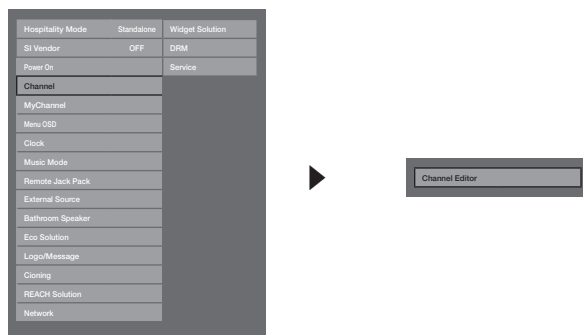 Hospitality Mode Standalone Widget Solution
SI Vendor OFF DRM
Power On Service
Channel
MyChannel
Menu OSD
Clock
Music Mode
Remote Jack Pack
External Source
Bathroom Speaker
Eco Solution
Logo/Message
Cloning
REACH Solution
Network
Channel Editor